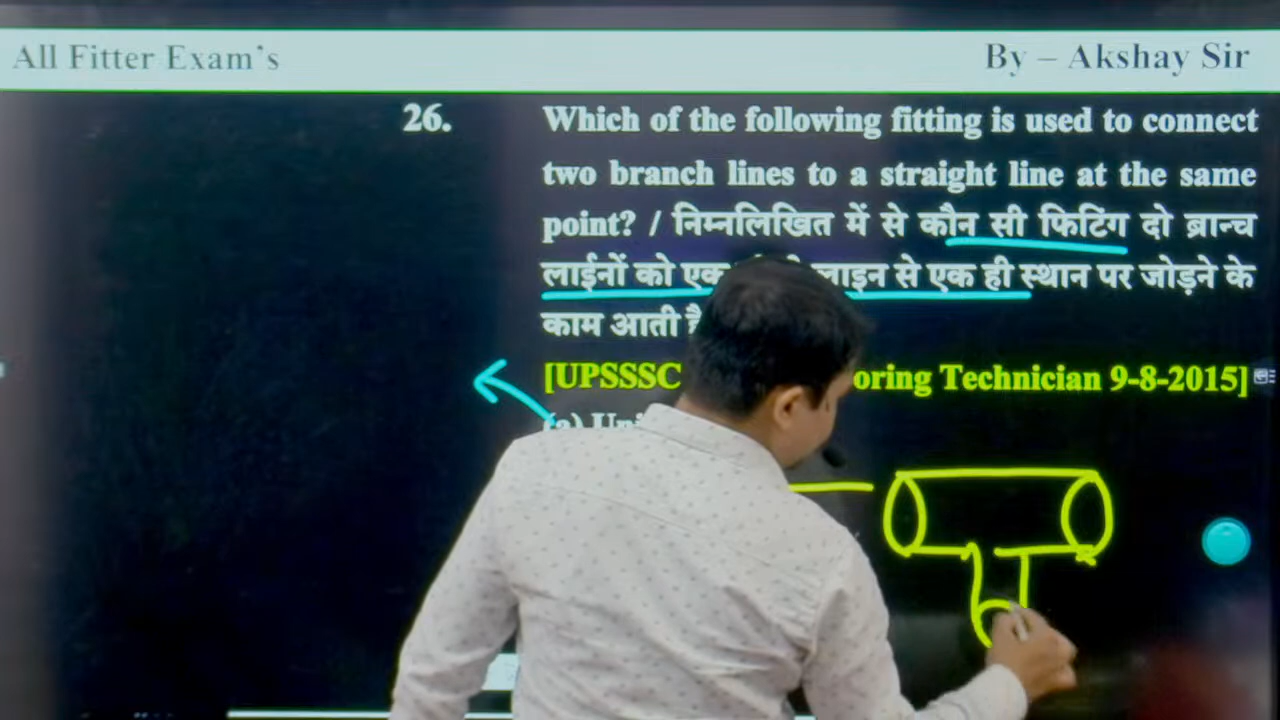 All Fitter Exam's
By – Akshay Sir
26.
Which of the following fitting is used to connect
two branch lines to a straight line at the same
point? / निम्नलिखित में से कौन सी फिटिंग दो ब्रान्च
लाईनों को एक लाइन से एक ही स्थान पर जोड़ने के
काम आती
[UPSSSC Technician 9-8-2015]
(a)